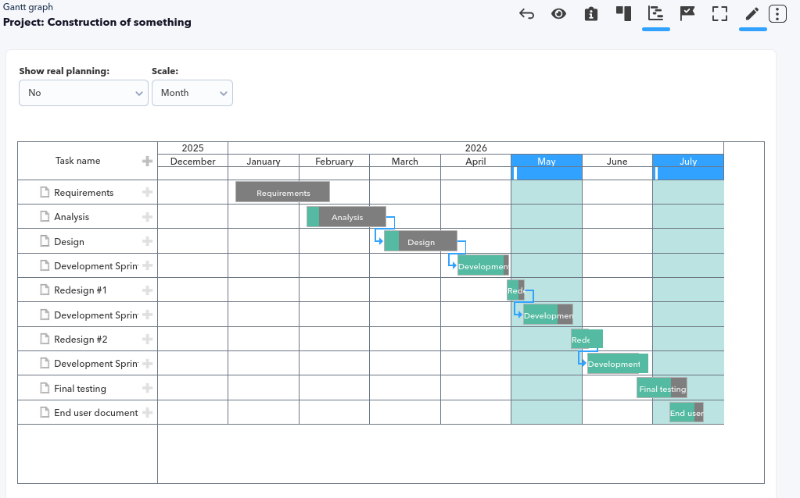 Gantt graph
Project: Construction of something
Show real planning:
Scale:
No
Month
2025
2026
Task name
December
January
February
March
April
May
June
July
Requirements
Requirements
Analysis
Analysis
Design
Design
Development Sprin
Development
Redesign #1
Rede
Development Sprin
Developmen
Redesign #2
Rede
Development Sprin
Development
Final testing
Final testing
End user document
End user